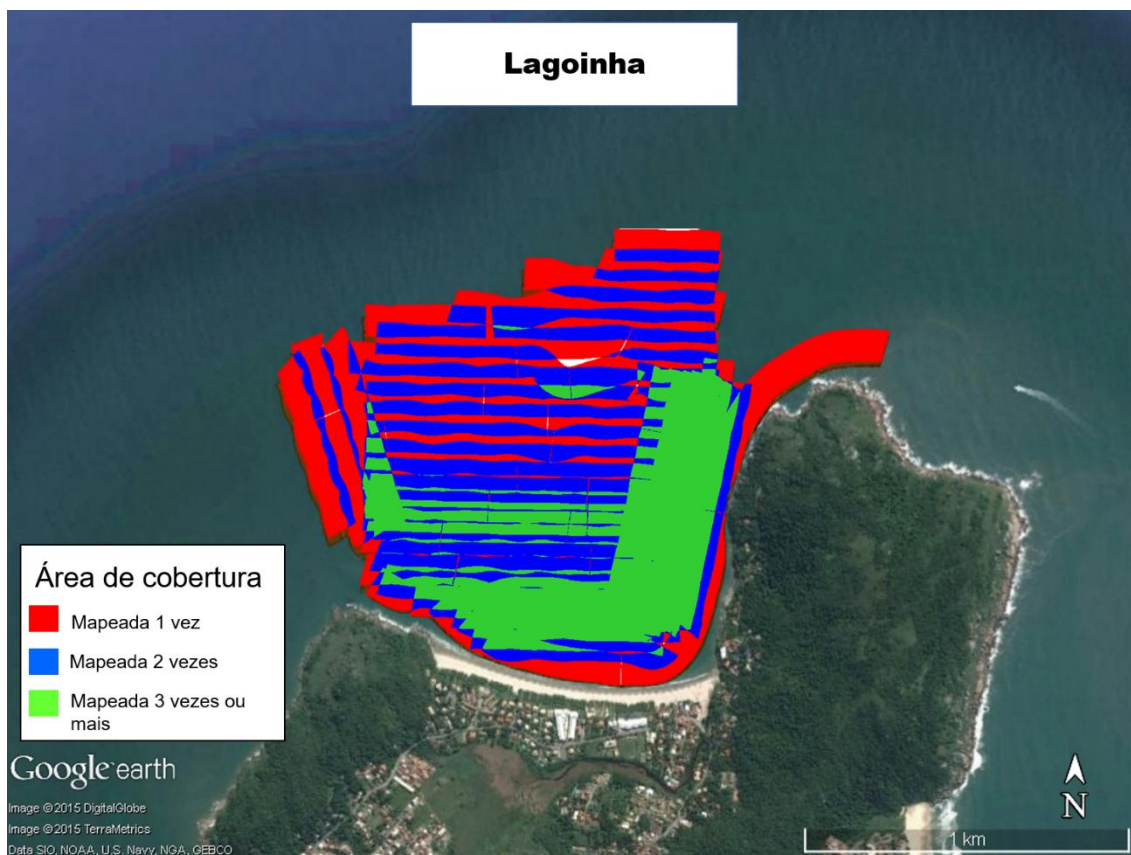 Lagoinha
Área de cobertura
Mapeada 1 vez
Mapeada 2 vezes
Mapeada 3 vezes ou
mais
Google earth
Image © 2015 DigitalGlobe
Image © 2015 TerraMetrics
Data SIO, NOAA, U.S. Navy, NGA, GEBCO
N
1 km